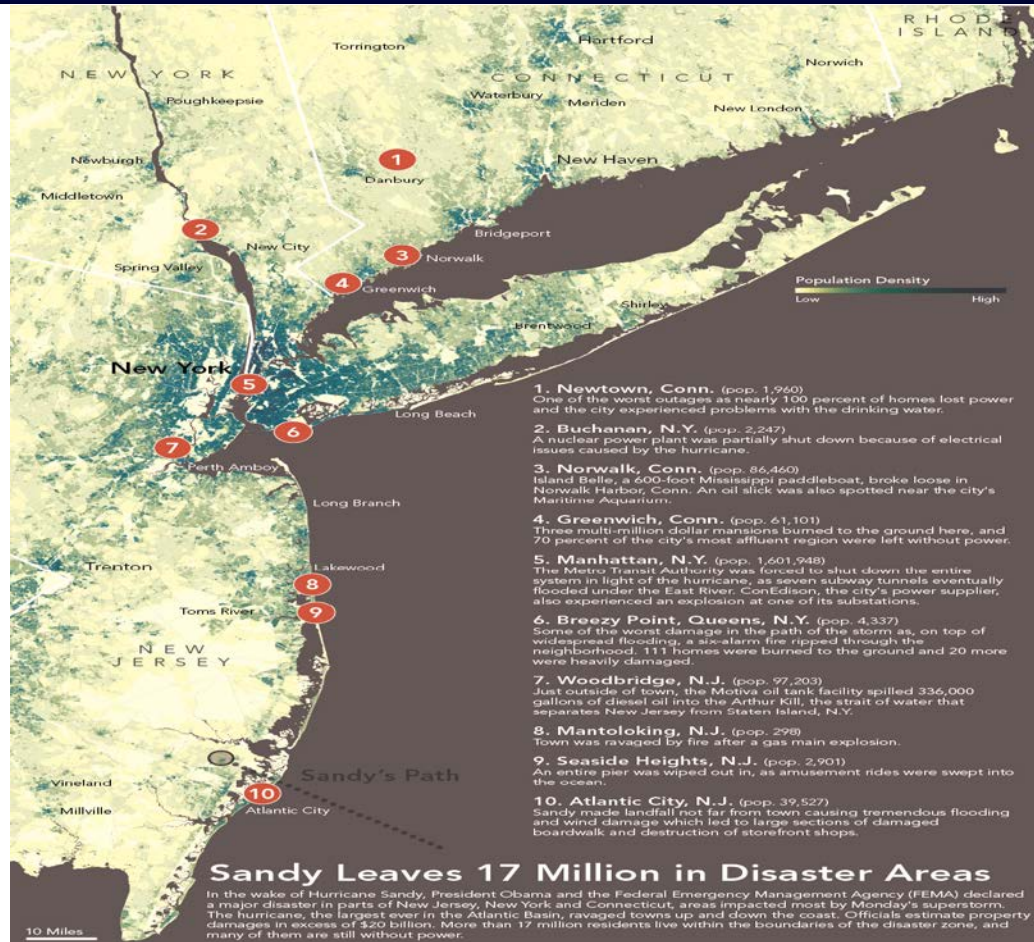 RHODE
ISLAND
Torrington
Hartford
NEW YORK
CONNECTICUT
Norwich
Poughkeepsie
Waterbury
Meriden
New London
Newburgh
1
New Haven
Danbury
Middletown
2
New City
Bridgeport
3
Norwalk
Spring Valley
4
Greenwich
Population Density
Low
High
Shirley
Brentwood
New York
5
Long Beach
6
7
Perth Amboy
Long Branch
Trenton
Lakewood
8
Toms River
9
NEW
JERSEY
Sandy's Path
Vineland
10
Millville
Atlantic City
1. Newtown, Conn. (pop. 1,960)
One of the worst outages as nearly 100 percent of homes lost power
and the city experienced problems with the drinking water.
2. Buchanan, N.Y. (pop. 2,247)
A nuclear power plant was partially shut down because of electrical
issues caused by the hurricane.
3. Norwalk, Conn. (pop. 86,460)
Island Belle, a 600-foot Mississippi paddleboat, broke loose in
Norwalk Harbor, Conn. An oil slick was also spotted near the city's
Maritime Aquarium.
4. Greenwich, Conn. (pop. 61,101)
Three multi-million dollar mansions burned to the ground here, and
70 percent of the city's most affluent region were left without power.
5. Manhattan, N.Y. (pop. 1,601,948)
The Metro Transit Authority was forced to shut down the entire
system in light of the hurricane, as seven subway tunnels eventually
flooded under the East River. ConEdison, the city's power supplier,
also experienced an explosion at one of its substations.
6. Breezy Point, Queens, N.Y. (pop. 4,337)
Some of the worst damage in the path of the storm as, on top of
widespread flooding, a six-alarm fire ripped through the
neighborhood. 111 homes were burned to the ground and 20 more
were heavily damaged.
7. Woodbridge, N.J. (pop. 97,203)
Just outside of town, the Motiva oil tank facility spilled 336,000
gallons of diesel oil into the Arthur Kill, the strait of water that
separates New Jersey from Staten Island, N.Y.
8. Mantoloking, N.J. (pop. 298)
Town was ravaged by fire after a gas main explosion.
9. Seaside Heights, N.J. (pop. 2,901)
An entire pier was wiped out in, as amusement rides were swept into
the ocean.
10. Atlantic City, N.J. (pop. 39,527)
Sandy made landfall not far from town causing tremendous flooding
and wind damage which led to large sections of damaged
boardwalk and destruction of storefront shops.
Sandy Leaves 17 Million in Disaster Areas
In the wake of Hurricane Sandy, President Obama and the Federal Emergency Management Agency (FEMA) declared
a major disaster in parts of New Jersey, New York and Connecticut, areas impacted most by Monday's superstorm.
The hurricane, the largest ever in the Atlantic Basin, ravaged towns up and down the coast. Officials estimate property
damages in excess of $20 billion. More than 17 million residents live within the boundaries of the disaster zone, and
many of them are still without power.
10 Miles